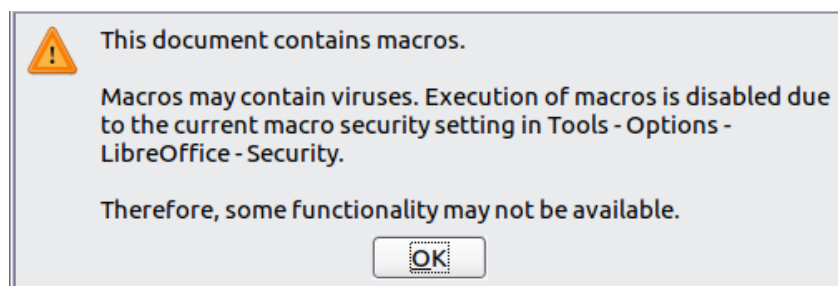 This document contains macros.
Macros may contain viruses. Execution of macros is disabled due
to the current macro security setting in Tools - Options -
LibreOffice - Security.
Therefore, some functionality may not be available.
OK